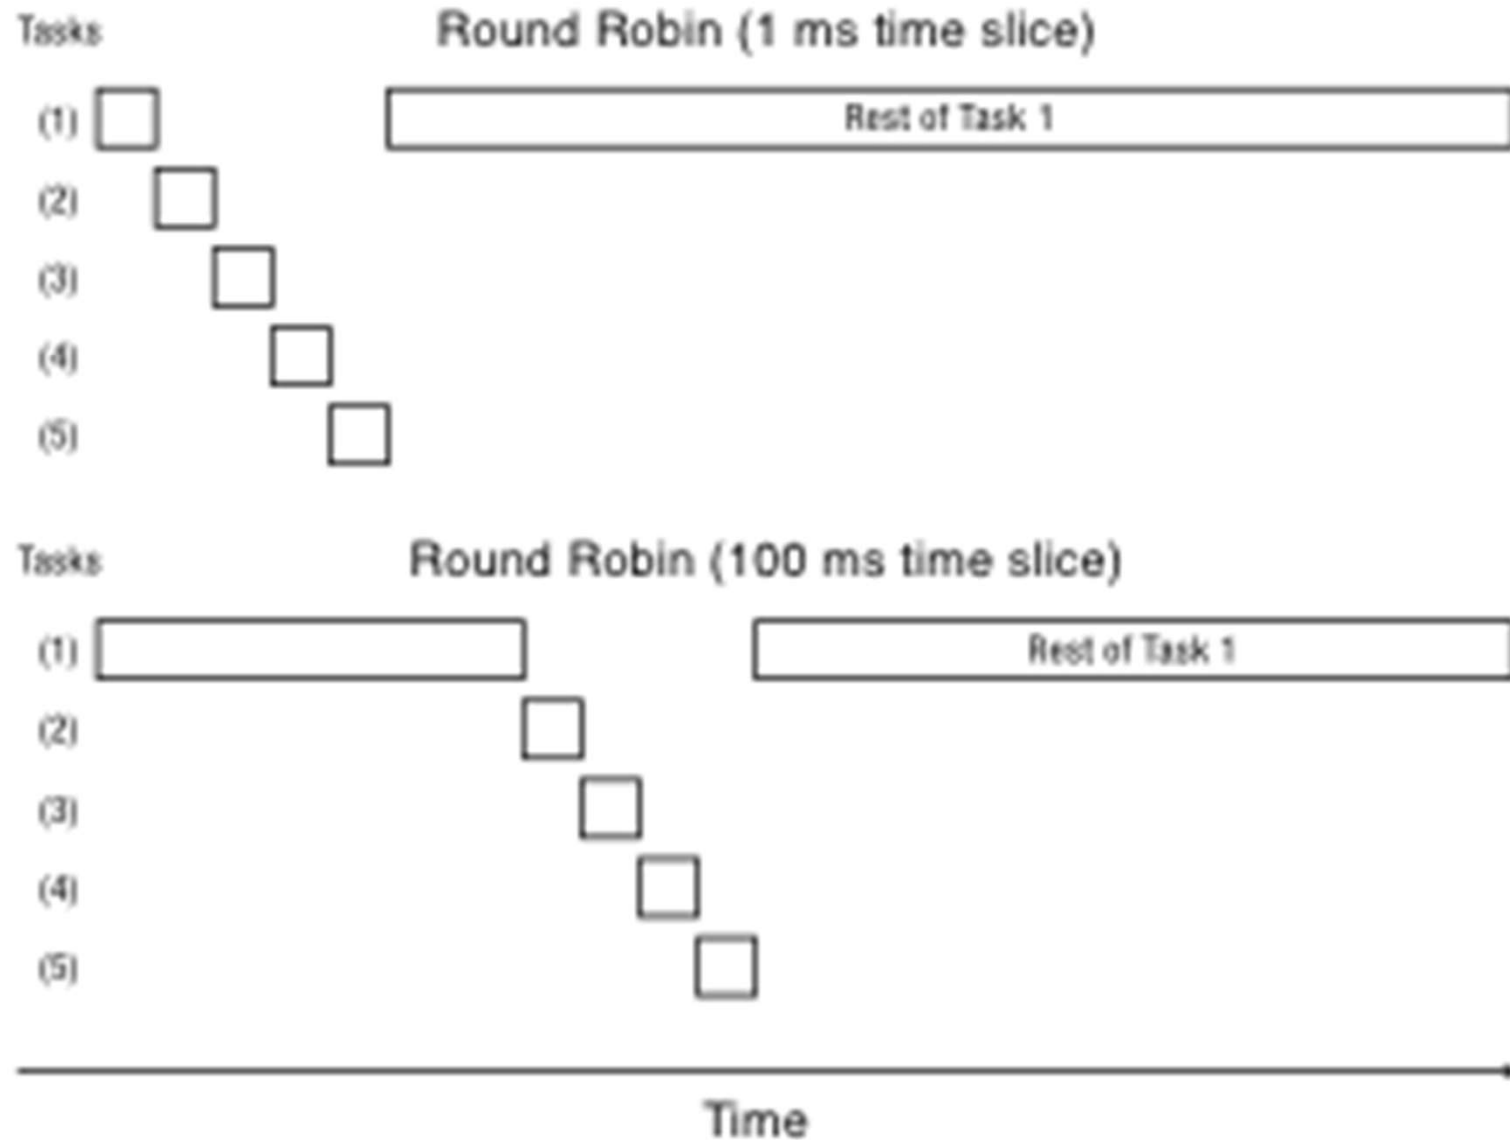 Tasks Round Robin (1 ms time slice)
(1) Rest of Task 1
(2)
(3)
(4)
(5)
Tasks Round Robin (100 ms time slice)
(1) Rest of Task 1
(2)
(3)
(4)
(5)
Time